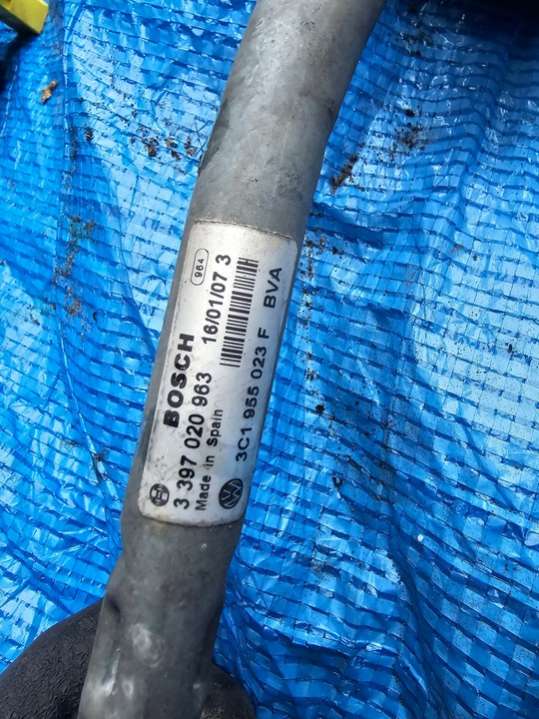 964
BOSCH
3 397 020 963 16/01/07 3
Made in Spain
3C1 955 023 F BVA